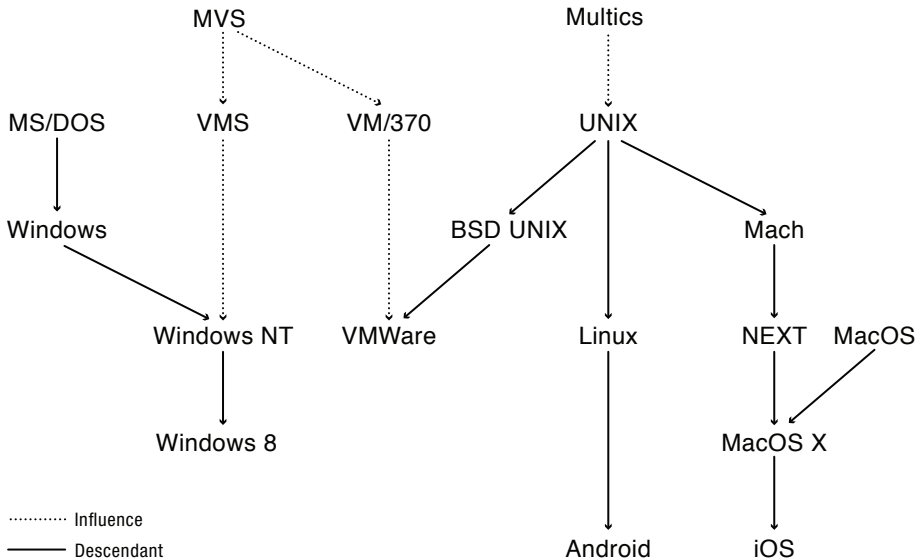 MVS Multics
MS/DOS VMS VM/370 UNIX
Windows BSD UNIX Mach
Windows NT VMWare Linux NEXT MacOS
Windows 8 MacOS X
Influence
Descendant Android iOS